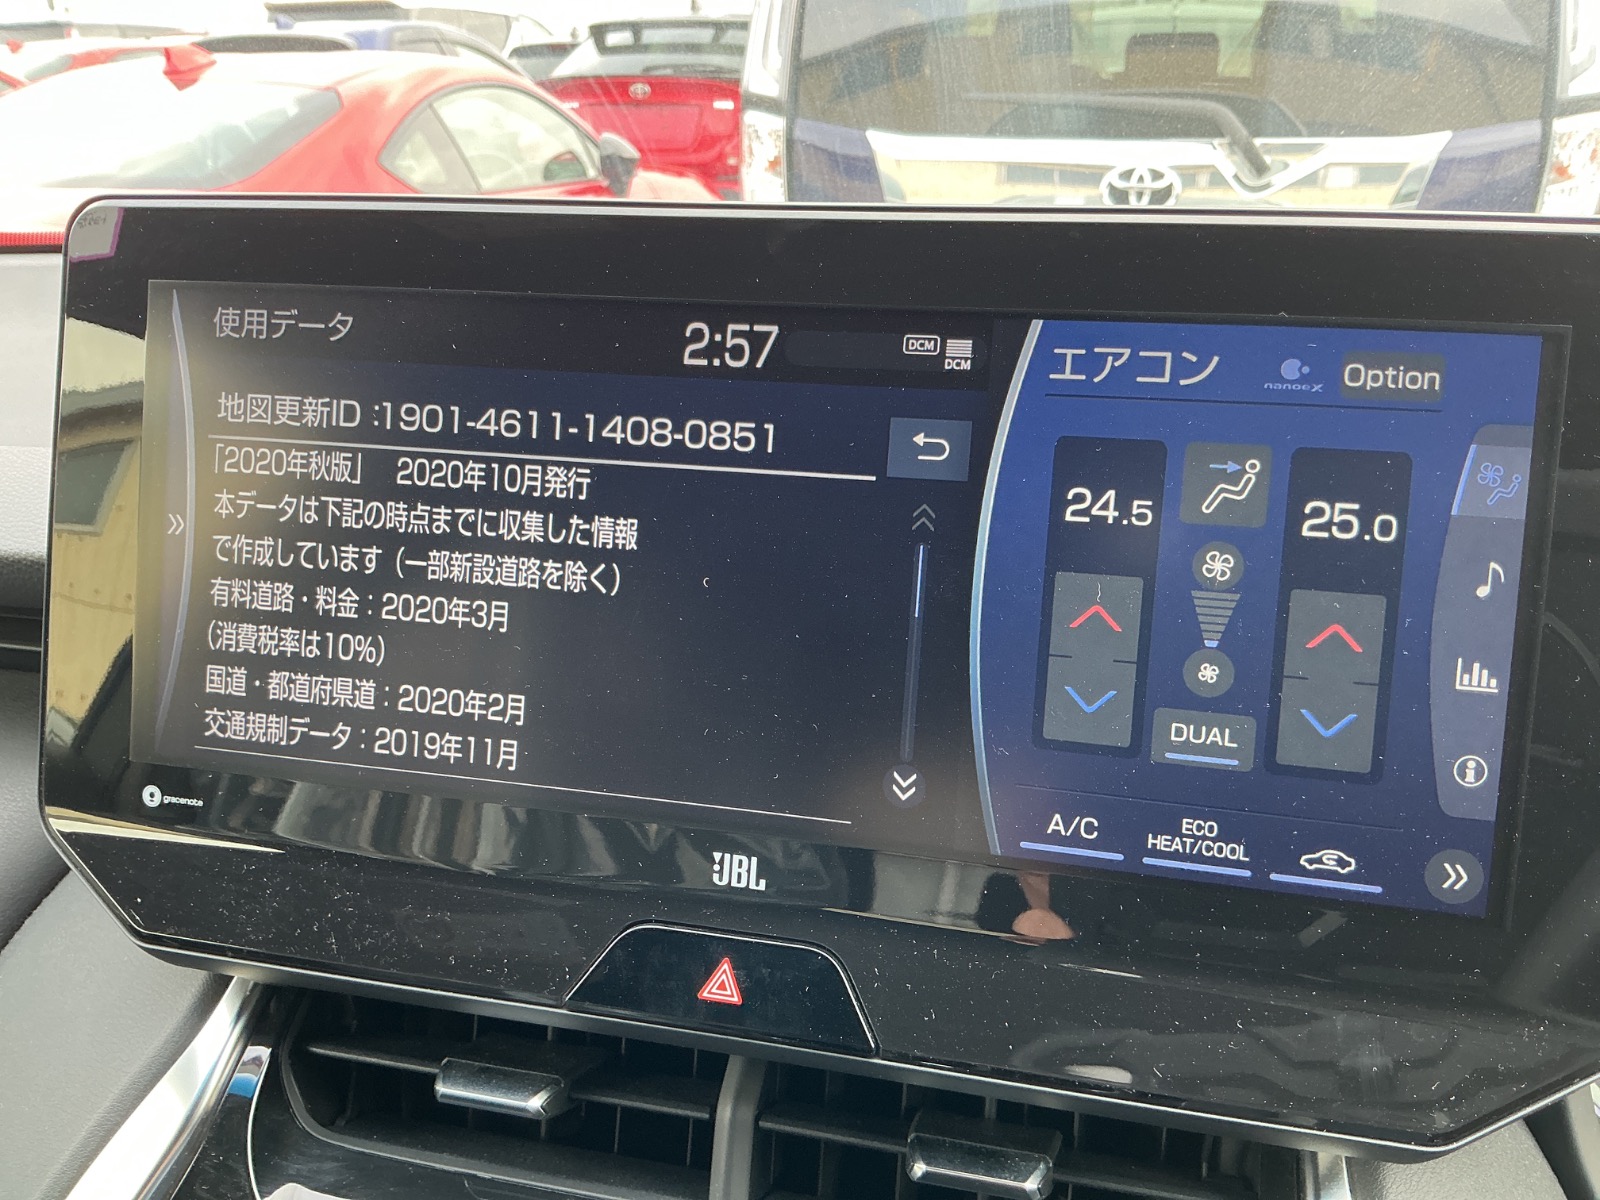 使用データ
2:57
DCM
DCM
地図更新ID :1901-4611-1408-0851
「2020年秋版」 2020年10月発行
本データは下記の時点までに収集した情報
で作成しています (一部新設道路を除く)
有料道路・料金:2020年3月
(消費税率は10%)
国道・都道府県道:2020年2月
交通規制データ:2019年11月
gracenote
エアコン
nanoeX
Option
24.5
25.0
DUAL
A/C
ECO
HEAT/COOL
JBL